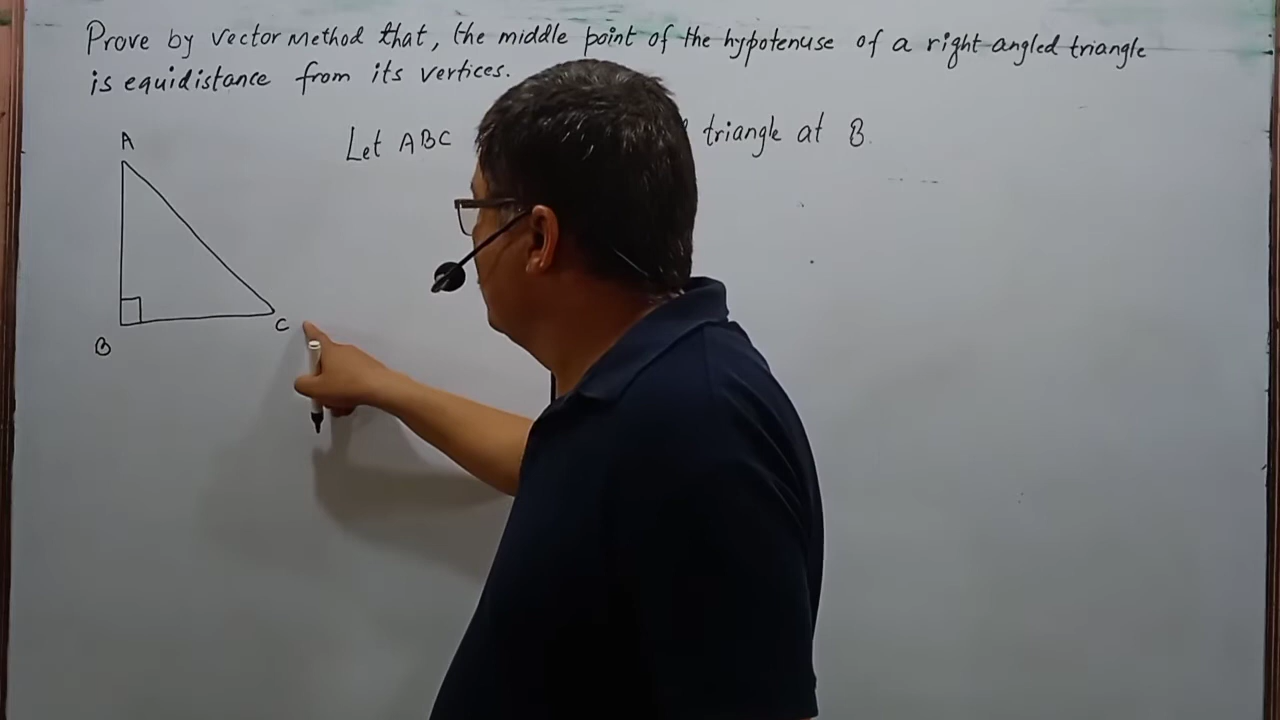 Prove by vector method that, the middle point of the hypotenuse of a right angled triangle
is equidistance from its vertices.
Let ABC triangle at B.
A
B
C